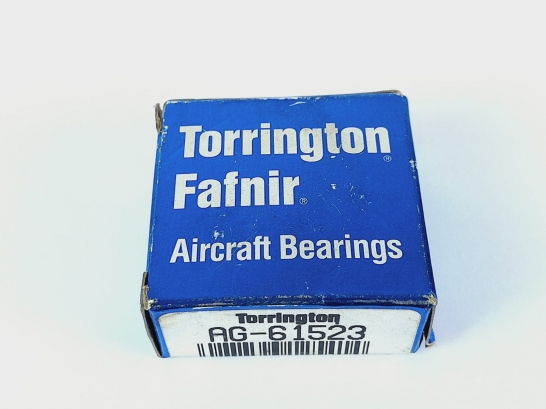 Torrington®
Fafnir®
Aircraft Bearings
Torrington
AG-61523